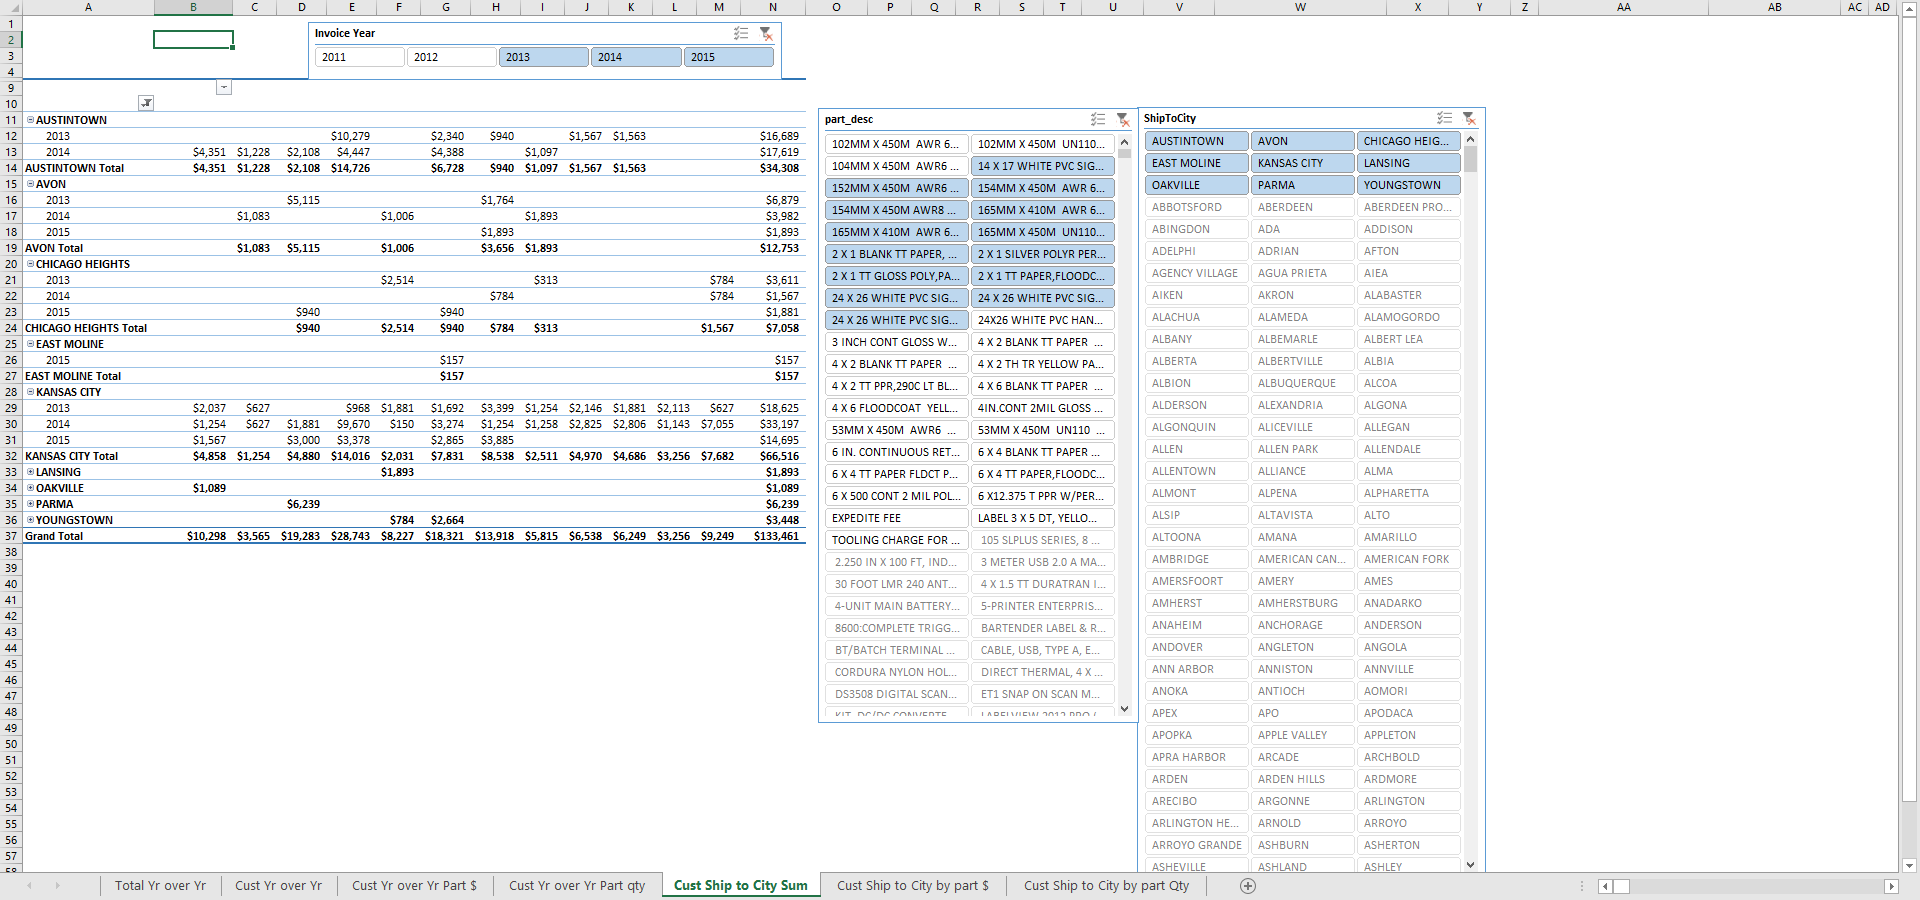 A B C D E F G H I J K L M N O P Q R S T U V W X Y Z AA AB AC AD
1
2
3
4
9
10
Invoice Year
2011 2012 2013 2014 2015
11 AUSTINTOWN
12 2013 $10,279 $2,340 $940 $1,567 $1,563 $16,689
13 2014 $4,351 $1,228 $2,108 $4,447 $4,388 $1,097 $17,619
14 AUSTINTOWN Total $4,351 $1,228 $2,108 $14,726 $6,728 $940 $1,097 $1,567 $1,563 $34,308
15 AVON
16 2013 $5,115 $1,764 $6,879
17 2014 $1,083 $1,006 $1,893 $3,982
18 2015 $1,893 $1,893
19 AVON Total $1,083 $5,115 $1,006 $3,656 $1,893 $12,753
20 CHICAGO HEIGHTS
21 2013 $2,514 $313 $784 $3,611
22 2014 $784 $784 $1,567
23 2015 $940 $940 $1,881
24 CHICAGO HEIGHTS Total $940 $2,514 $940 $784 $313 $1,567 $7,058
25 EAST MOLINE
26 2015 $157 $157
27 EAST MOLINE Total $157 $157
28 KANSAS CITY
29 2013 $2,037 $627 $968 $1,881 $1,692 $3,399 $1,254 $2,146 $1,881 $2,113 $627 $18,625
30 2014 $1,254 $627 $1,881 $9,670 $150 $3,274 $1,254 $1,258 $2,825 $2,806 $1,143 $7,055 $33,197
31 2015 $1,567 $3,000 $3,378 $2,865 $3,885 $14,695
32 KANSAS CITY Total $4,858 $1,254 $4,880 $14,016 $2,031 $7,831 $8,538 $2,511 $4,970 $4,686 $3,256 $7,682 $66,516
33 LANSING $1,893 $1,893
34 OAKVILLE $1,089 $1,089
35 PARMA $6,239 $6,239
36 YOUNGSTOWN $784 $2,664 $3,448
37 Grand Total $10,298 $3,565 $19,283 $28,743 $8,227 $18,321 $13,918 $5,815 $6,538 $6,249 $3,256 $9,249 $133,461
38
39
40
41
42
43
44
45
46
47
48
49
50
51
52
53
54
55
56
57
58
part_desc
102MM X 450M AWR 6... 102MM X 450M UN110...
104MM X 450M AWR6 ... 14 X 17 WHITE PVC SIG...
152MM X 450M AWR6 ... 154MM X 450M AWR 6...
154MM X 450M AWR8 ... 165MM X 410M AWR 6...
165MM X 410M AWR 6... 165MM X 450M UN110...
2 X 1 BLANK TT PAPER, ... 2 X 1 SILVER POLYR PER...
2 X 1 TT GLOSS POLY,PA... 2 X 1 TT PAPER,FLOODC...
24 X 26 WHITE PVC SIG... 24 X 26 WHITE PVC SIG...
24 X 26 WHITE PVC SIG... 24X26 WHITE PVC HAN...
3 INCH CONT GLOSS W... 4 X 2 BLANK TT PAPER ...
4 X 2 BLANK TT PAPER ... 4 X 2 TH TR YELLOW PA...
4 X 2 TT PPR,290C LT BL... 4 X 6 BLANK TT PAPER ...
4 X 6 FLOODCOAT YELL... 4IN.CONT 2MIL GLOSS ...
53MM X 450M AWR6 ... 53MM X 450M UN110 ...
6 IN. CONTINUOUS RET... 6 X 4 BLANK TT PAPER ...
6 X 4 TT PAPER FLDCT P... 6 X 4 TT PAPER,FLOODC...
6 X 500 CONT 2 MIL POL... 6 X12.375 T PPR W/PER...
EXPEDITE FEE LABEL 3 X 5 DT, YELLO...
TOOLING CHARGE FOR ... 105 SLPLUS SERIES, 8 ...
2.250 IN X 100 FT, IND... 3 METER USB 2.0 A MA...
30 FOOT LMR 240 ANT... 4 X 1.5 TT DURATRAN I...
4-UNIT MAIN BATTERY... 5-PRINTER ENTERPRIS...
8600:COMPLETE TRIGG... BARTENDER LABEL & R...
BT/BATCH TERMINAL ... CABLE, USB, TYPE A, E...
CORDURA NYLON HOL... DIRECT THERMAL, 4 X ...
DS3508 DIGITAL SCAN... ET1 SNAP ON SCAN M...
KIT, DC/DC CONVERTE... LABELVIEW 2012 PRO (...
ShipToCity
AUSTINTOWN AVON CHICAGO HEIG...
EAST MOLINE KANSAS CITY LANSING
OAKVILLE PARMA YOUNGSTOWN
ABBOTSFORD ABERDEEN ABERDEEN PRO...
ABINGDON ADA ADDISON
ADELPHI ADRIAN AFTON
AGENCY VILLAGE AGUA PRIETA AIEA
AIKEN AKRON ALABASTER
ALACHUA ALAMEDA ALAMOGORDO
ALBANY ALBEMARLE ALBERT LEA
ALBERTA ALBERTVILLE ALBIA
ALBION ALBUQUERQUE ALCOA
ALDERSON ALEXANDRIA ALGONA
ALGONQUIN ALICEVILLE ALLEGAN
ALLEN ALLEN PARK ALLENDALE
ALLENTOWN ALLIANCE ALMA
ALMONT ALPENA ALPHARETTA
ALSIP ALTAVISTA ALTO
ALTOONA AMANA AMARILLO
AMBRIDGE AMERICAN CAN... AMERICAN FORK
AMERSFOORT AMERY AMES
AMHERST AMHERSTBURG ANADARKO
ANAHEIM ANCHORAGE ANDERSON
ANDOVER ANGLETON ANGOLA
ANN ARBOR ANNISTON ANNVILLE
ANOKA ANTIOCH AOMORI
APEX APO APODACA
APOPKA APPLE VALLEY APPLETON
APRA HARBOR ARCADE ARCHBOLD
ARDEN ARDEN HILLS ARDMORE
ARECIBO ARGONNE ARLINGTON
ARLINGTON HE... ARNOLD ARROYO
ARROYO GRANDE ASHBURN ASHERTON
ASHEVILLE ASHLAND ASHLEY
Total Yr over Yr Cust Yr over Yr Cust Yr over Yr Part $ Cust Yr over Yr Part qty Cust Ship to City Sum Cust Ship to City by part $ Cust Ship to City by part Qty